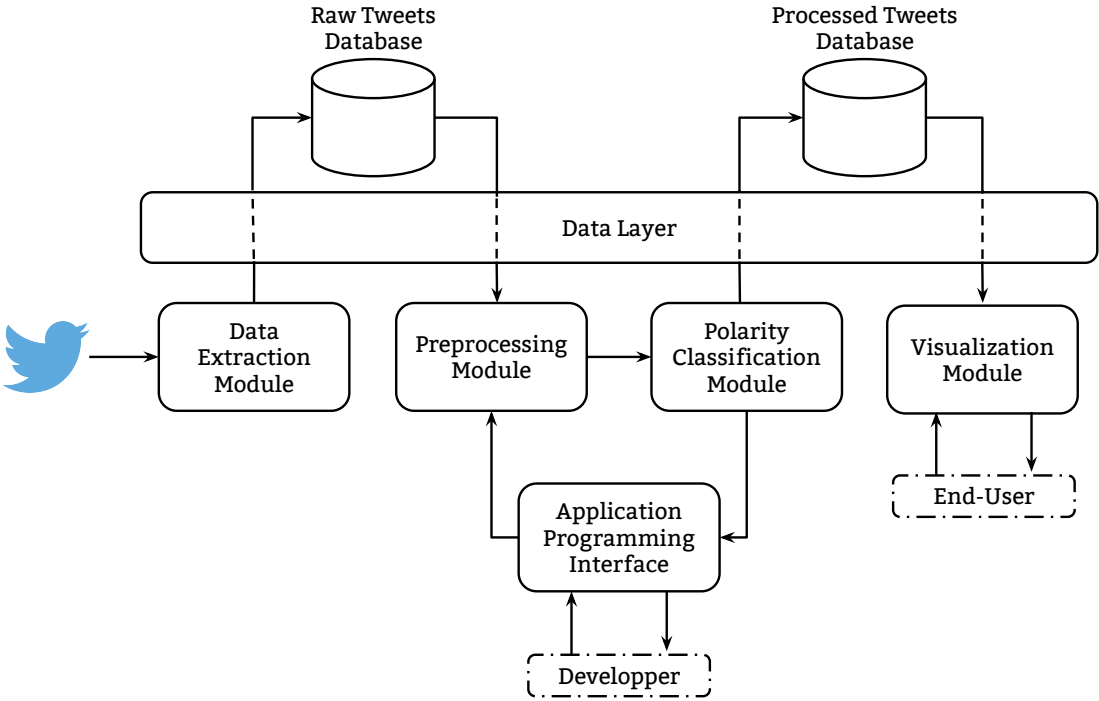 Raw Tweets
Database
Processed Tweets
Database
Data Layer
Data
Extraction
Module
Preprocessing
Module
Polarity
Classification
Module
Visualization
Module
End-User
Application
Programming
Interface
Developper